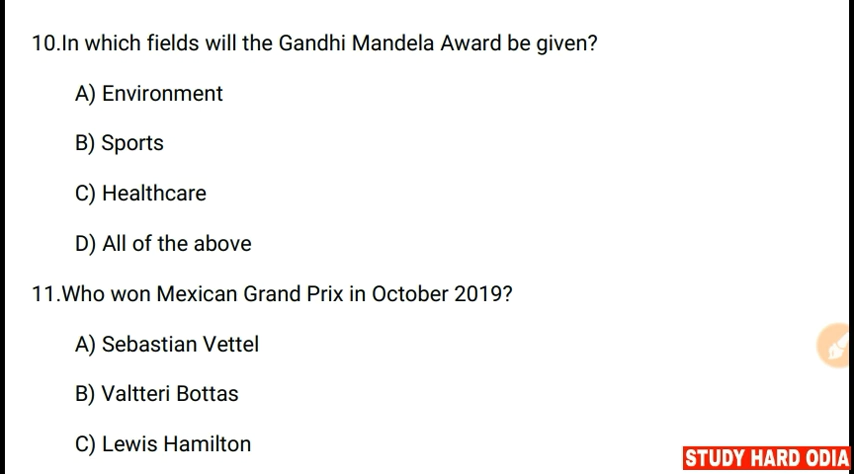 10.In which fields will the Gandhi Mandela Award be given?
A) Environment
B) Sports
C) Healthcare
D) All of the above
11.Who won Mexican Grand Prix in October 2019?
A) Sebastian Vettel
B) Valtteri Bottas
C) Lewis Hamilton
STUDY HARD ODIA